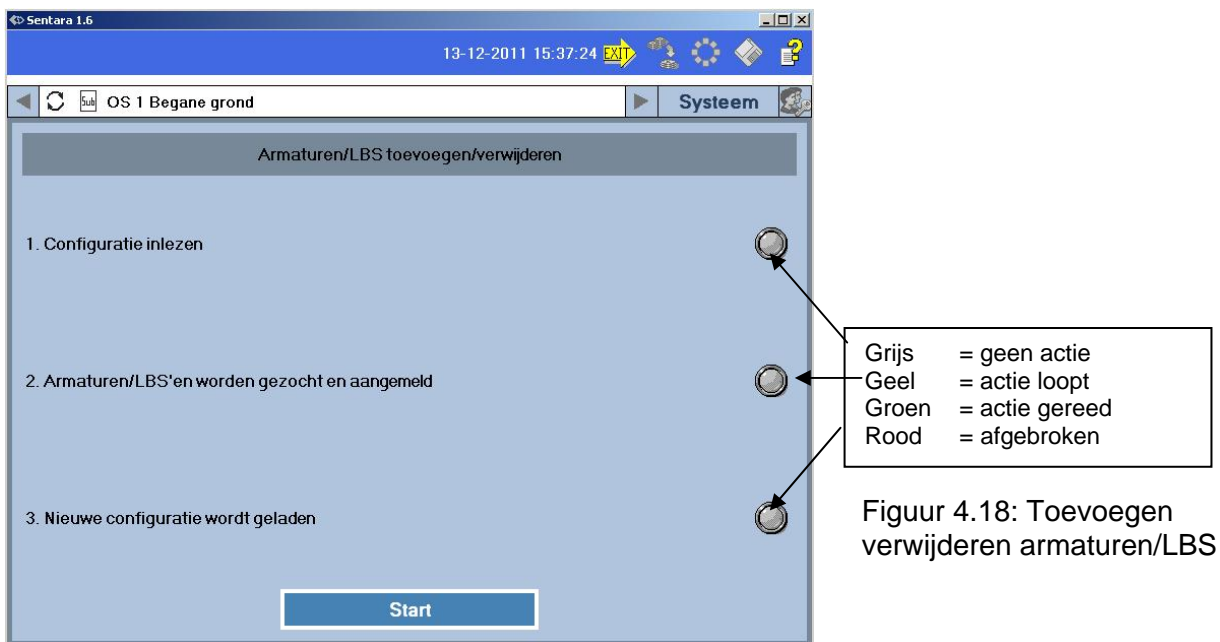 Sentara 1.6
13-12-2011 15:37:24 EXIT
Sub OS 1 Begane grond Systeem
Armaturen/LBS toevoegen/verwijderen
1. Configuratie inlezen
2. Armaturen/LBS'en worden gezocht en aangemeld
3. Nieuwe configuratie wordt geladen
Start
Grijs = geen actie
Geel = actie loopt
Groen = actie gereed
Rood = afgebroken
Figuur 4.18: Toevoegen
verwijderen armaturen/LBS